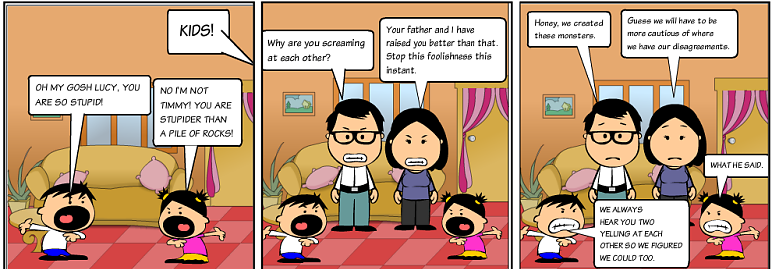 KIDS!
OH MY GOSH LUCY, YOU
ARE SO STUPID!
NO I'M NOT
TIMMY! YOU ARE
STUPIDER THAN
A PILE OF ROCKS!
Why are you screaming
at each other?
Your father and I have
raised you better than that.
Stop this foolishness this
instant.
Honey, we created
these monsters.
Guess we will have to be
more cautious of where
we have our disagreements.
WE ALWAYS
HEAR YOU TWO
YELLING AT EACH
OTHER SO WE FIGURED
WE COULD TOO.
WHAT HE SAID.